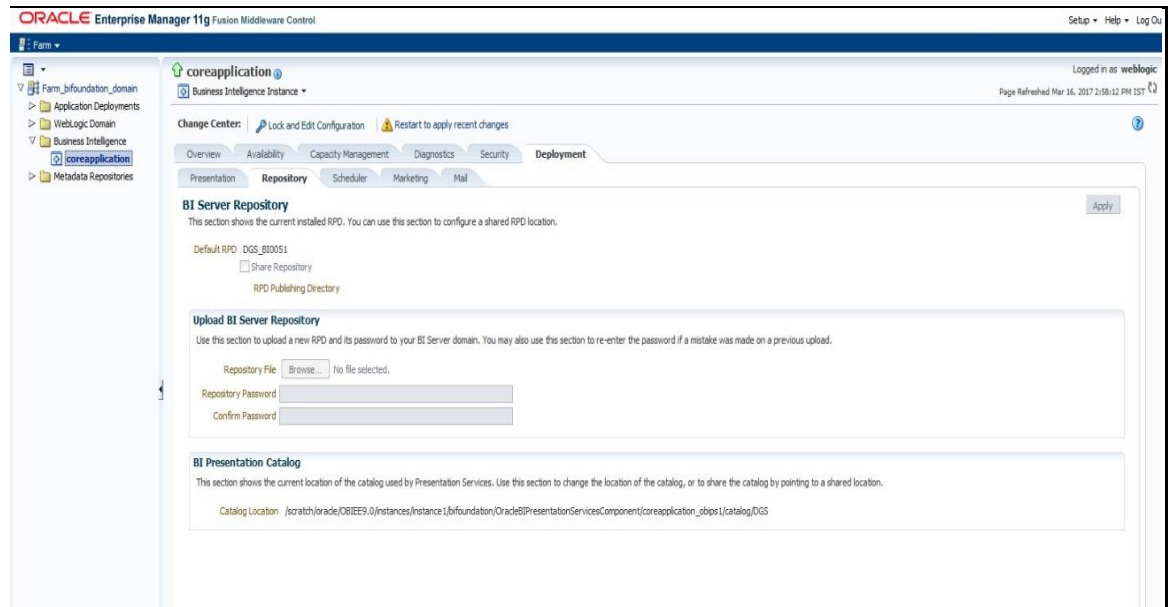 ORACLE Enterprise Manager 11g Fusion Middleware Control
Setup Help Log Ou
Farm
Farm_bifoundation_domain
Application Deployments
WebLogic Domain
Business Intelligence
coreapplication
Metadata Repositories
coreapplication
Logged in as weblogic
Business Intelligence Instance
Page Refreshed Mar 16, 2017 2:58:12 PM IST
Change Center: Lock and Edit Configuration Restart to apply recent changes
Overview Availability Capacity Management Diagnostics Security Deployment
Presentation Repository Scheduler Marketing Mail
BI Server Repository
Apply
This section shows the current installed RPD. You can use this section to configure a shared RPD location.
Default RPD DGS_BI0051
Share Repository
RPD Publishing Directory
Upload BI Server Repository
Use this section to upload a new RPD and its password to your BI Server domain. You may also use this section to re-enter the password if a mistake was made on a previous upload.
Repository File Browse... No file selected.
Repository Password
Confirm Password
BI Presentation Catalog
This section shows the current location of the catalog used by Presentation Services. Use this section to change the location of the catalog, or to share the catalog by pointing to a shared location.
Catalog Location /scratch/oracle/OBIEE9.0/instances/instance1/bifoundation/OracleBIPresentationServicesComponent/coreapplication_obips1/catalog/DGS